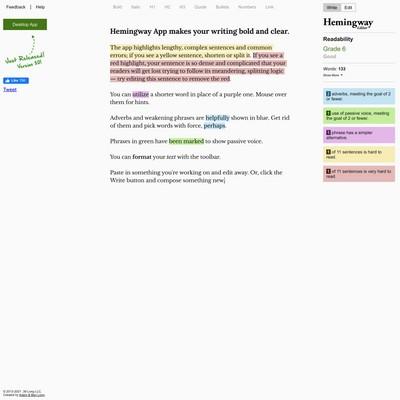 Feedback | Help
Bold Italic H1 H2 H3 Quote Bullets Numbers Link
Write Edit
Desktop App
Just Released!
Version 3.0!
Like
Tweet
Hemingway App makes your writing bold and clear.
The app highlights lengthy, complex sentences and common
errors; if you see a yellow sentence, shorten or split it. If you see a
red highlight, your sentence is so dense and complicated that your
readers will get lost trying to follow its meandering, splitting logic
— try editing this sentence to remove the red.
You can utilize a shorter word in place of a purple one. Mouse over
them for hints.
Adverbs and weakening phrases are helpfully shown in blue. Get rid
of them and pick words with force, perhaps.
Phrases in green have been marked to show passive voice.
You can format your text with the toolbar.
Paste in something you're working on and edit away. Or, click the
Write button and compose something new.
Hemingway
Editor
Readability
Grade 6
Good
Words: 133
Show More
2 adverbs, meeting the goal of 2
or fewer.
1 use of passive voice, meeting
the goal of 2 or fewer.
1 phrase has a simpler
alternative.
1 of 11 sentences is hard to
read.
1 of 11 sentences is very hard to
read.
Created by Adam & Ben Long